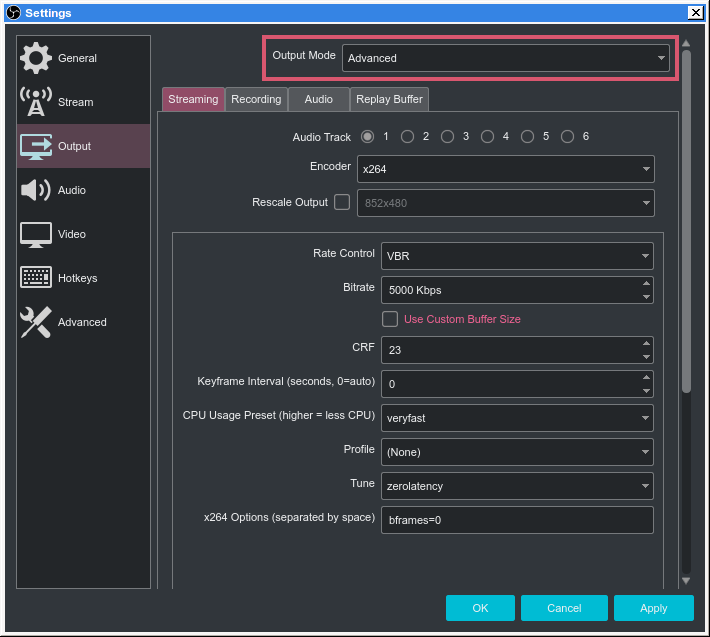 Settings
General
Stream
Output
Audio
Video
Hotkeys
Advanced
Output Mode Advanced
Streaming Recording Audio Replay Buffer
Audio Track 1 2 3 4 5 6
Encoder x264
Rescale Output 852x480
Rate Control VBR
Bitrate 5000 Kbps
Use Custom Buffer Size
CRF 23
Keyframe Interval (seconds, 0=auto) 0
CPU Usage Preset (higher = less CPU) veryfast
Profile (None)
Tune zerolatency
x264 Options (separated by space) bframes=0
OK Cancel Apply